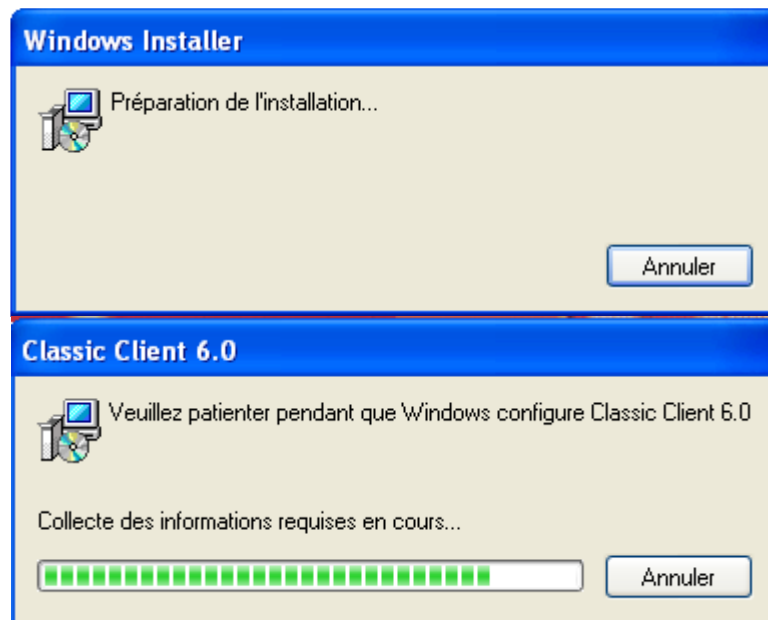 Windows Installer
Préparation de l'installation...
Annuler
Classic Client 6.0
Veuillez patienter pendant que Windows configure Classic Client 6.0
Collecte des informations requises en cours...
Annuler